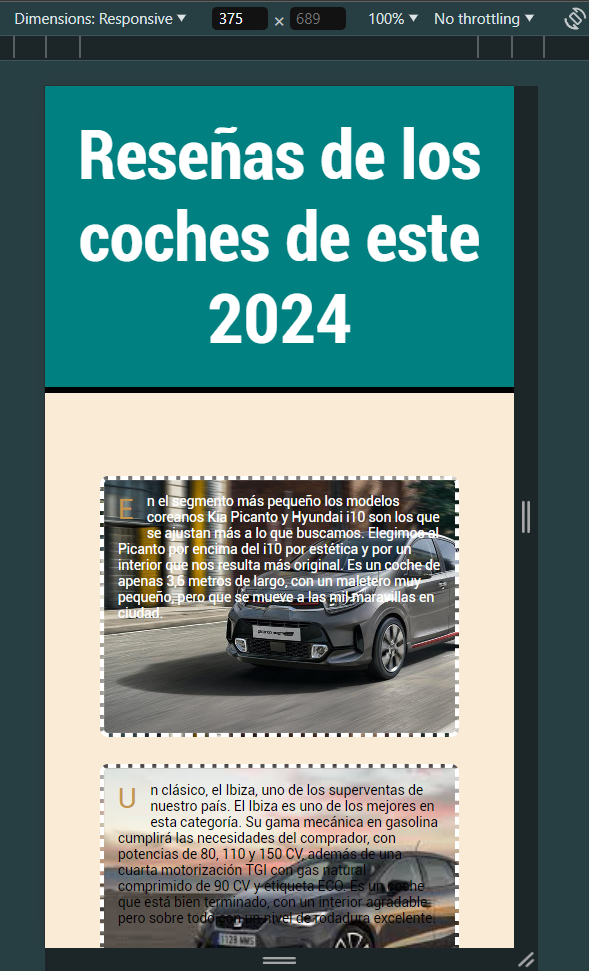 Dimensions: Responsive ▼ 375 × 689 100% ▼ No throttling ▼
Reseñas de los
coches de este
2024
En el segmento más pequeño los modelos
coreanos Kia Picanto y Hyundai i10 son los que
se ajustan más a lo que buscamos. Elegimos al
Picanto por encima del i10 por estética y por un
interior que nos resulta más original. Es un coche de
apenas 3,6 metros de largo, con un maletero muy
pequeño, pero que se mueve a las mil maravillas en
ciudad.
Un clásico, el Ibiza, uno de los superventas de
nuestro país. El Ibiza es uno de los mejores en
esta categoría. Su gama mecánica en gasolina
cumplirá las necesidades del comprador, con
potencias de 80, 110 y 150 CV, además de una
cuarta motorización TGI con gas natural
comprimido de 90 CV y etiqueta ECO. Es un coche
que está bien terminado, con un interior agradable
pero sobre todo con un nivel de rodadura excelente.